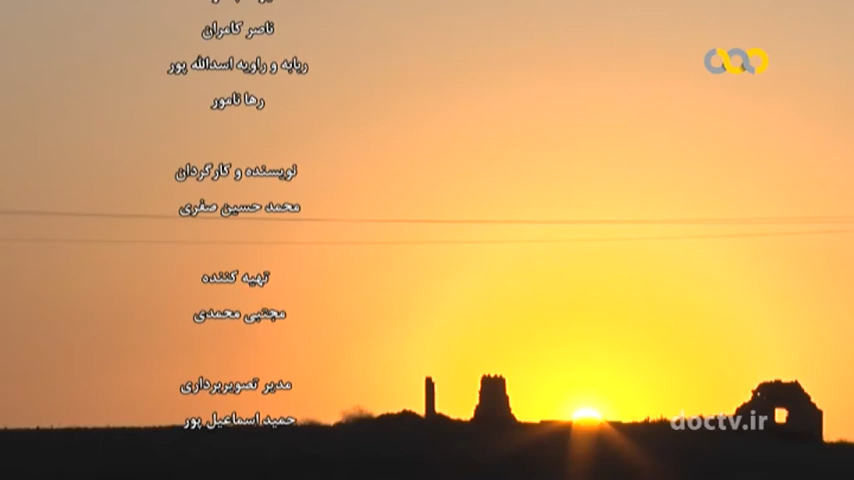 ناصر کامران
ربابه و راویه اسدالله پور
رها نامور
نویسنده و کارگردان
محمد حسین صفری
تهیه کننده
مجتبی محمدی
مدیر تصویربرداری
حمید اسماعیل پور
doctv.ir